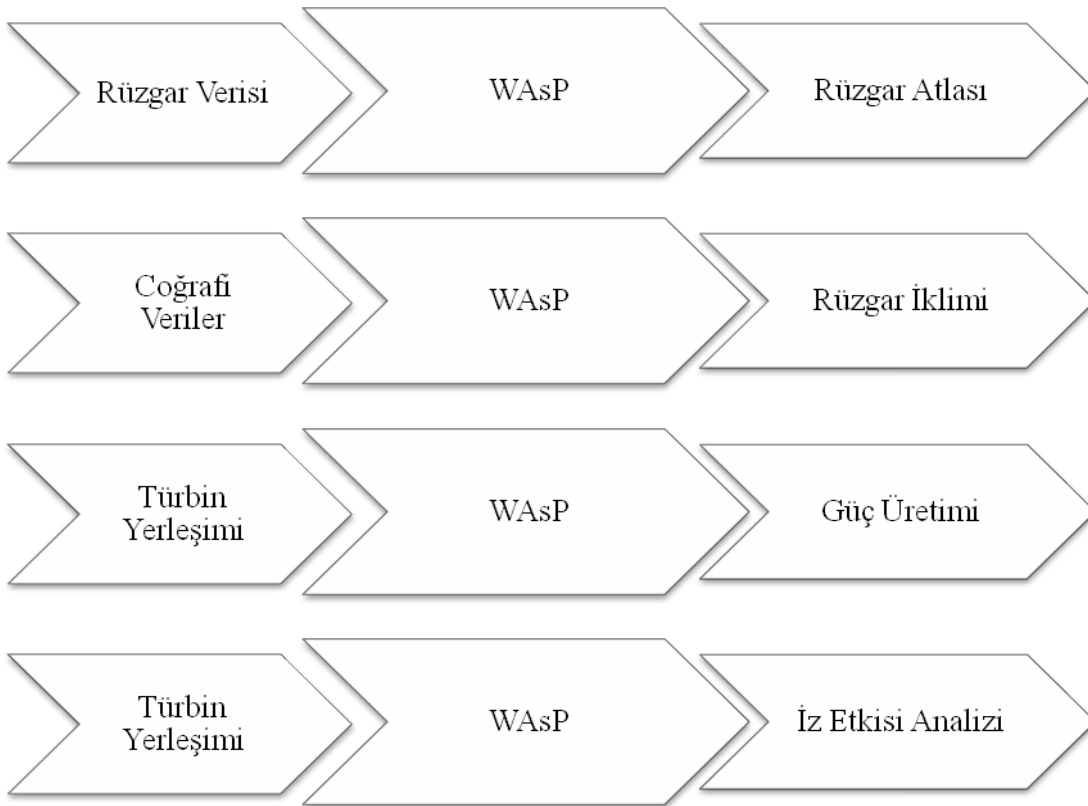 Rüzgar Verisi
WAsP
Rüzgar Atlası
Coğrafi
Veriler
WAsP
Rüzgar İklimi
Türbin
Yerleşimi
WAsP
Güç Üretimi
Türbin
Yerleşimi
WAsP
İz Etkisi Analizi